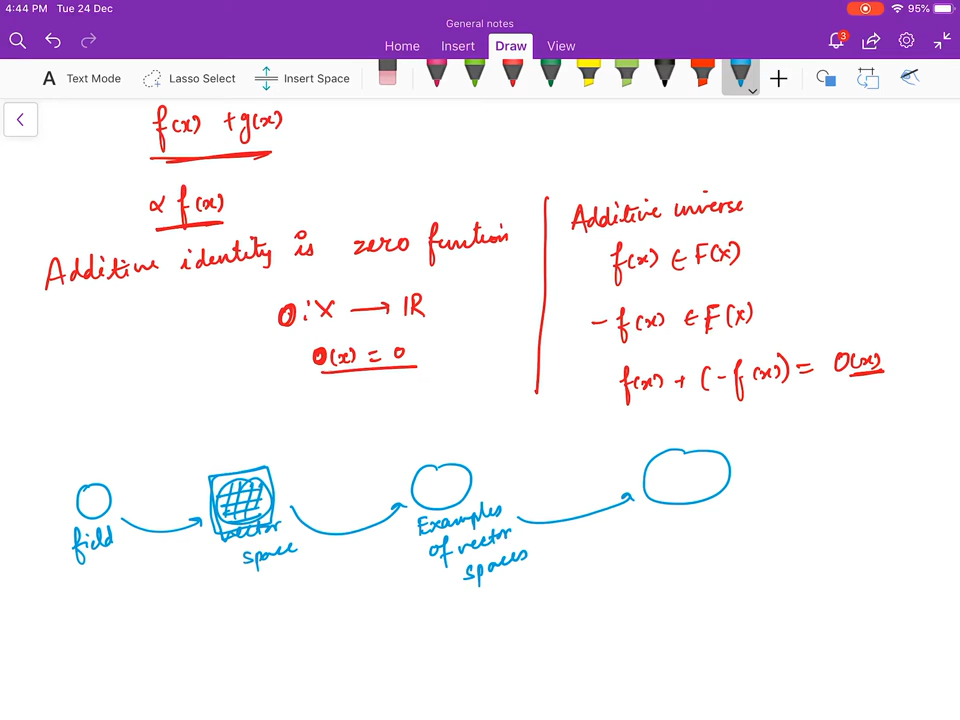 4:44 PM Tue 24 Dec
95%
General notes
Home Insert Draw View
3
A Text Mode Lasso Select Insert Space
f(x) + g(x)
α f(x)
Additive identity is zero function
0 : X → IR
0(x) = 0
Additive inverse
f(x) ∈ F(X)
- f(x) ∈ F(X)
f(x) + (- f(x)) = 0(x)
field
vector
space
Examples
of vector
spaces